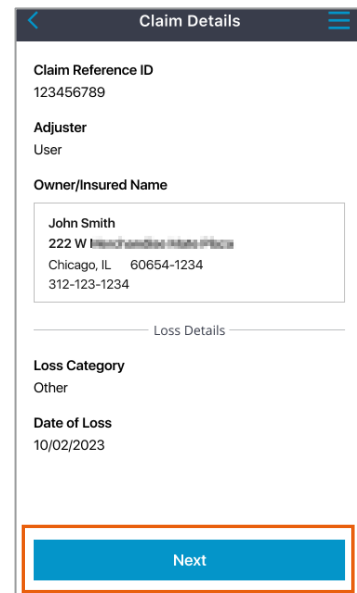 Claim Details
Claim Reference ID
123456789
Adjuster
User
Owner/Insured Name
John Smith
222 W
Chicago, IL 60654-1234
312-123-1234
Loss Details
Loss Category
Other
Date of Loss
10/02/2023
Next